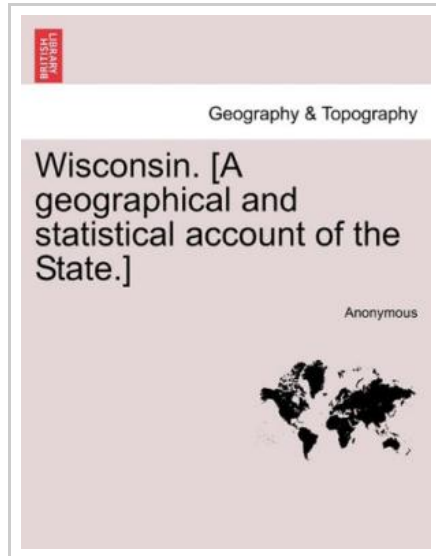 BRITISH
LIBRARY
Geography & Topography
Wisconsin. [A
geographical and
statistical account of the
State.]
Anonymous